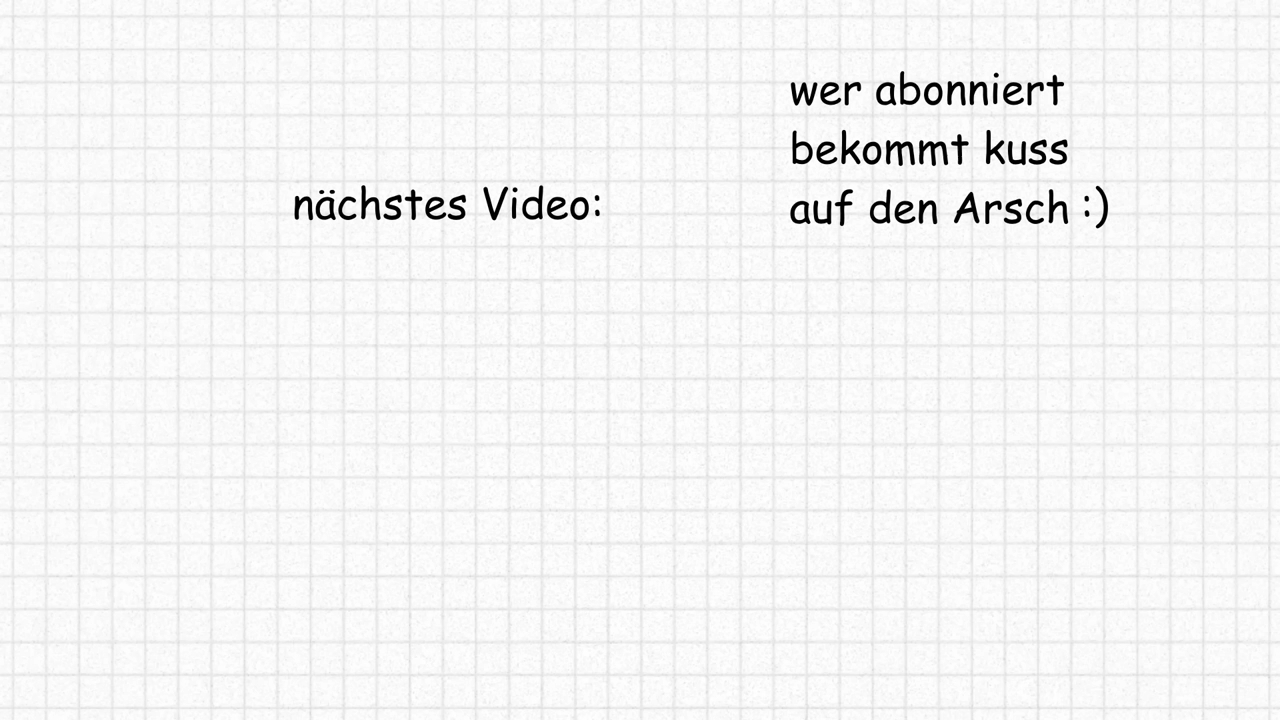 nächstes Video:
wer abonniert
bekommt kuss
auf den Arsch :)